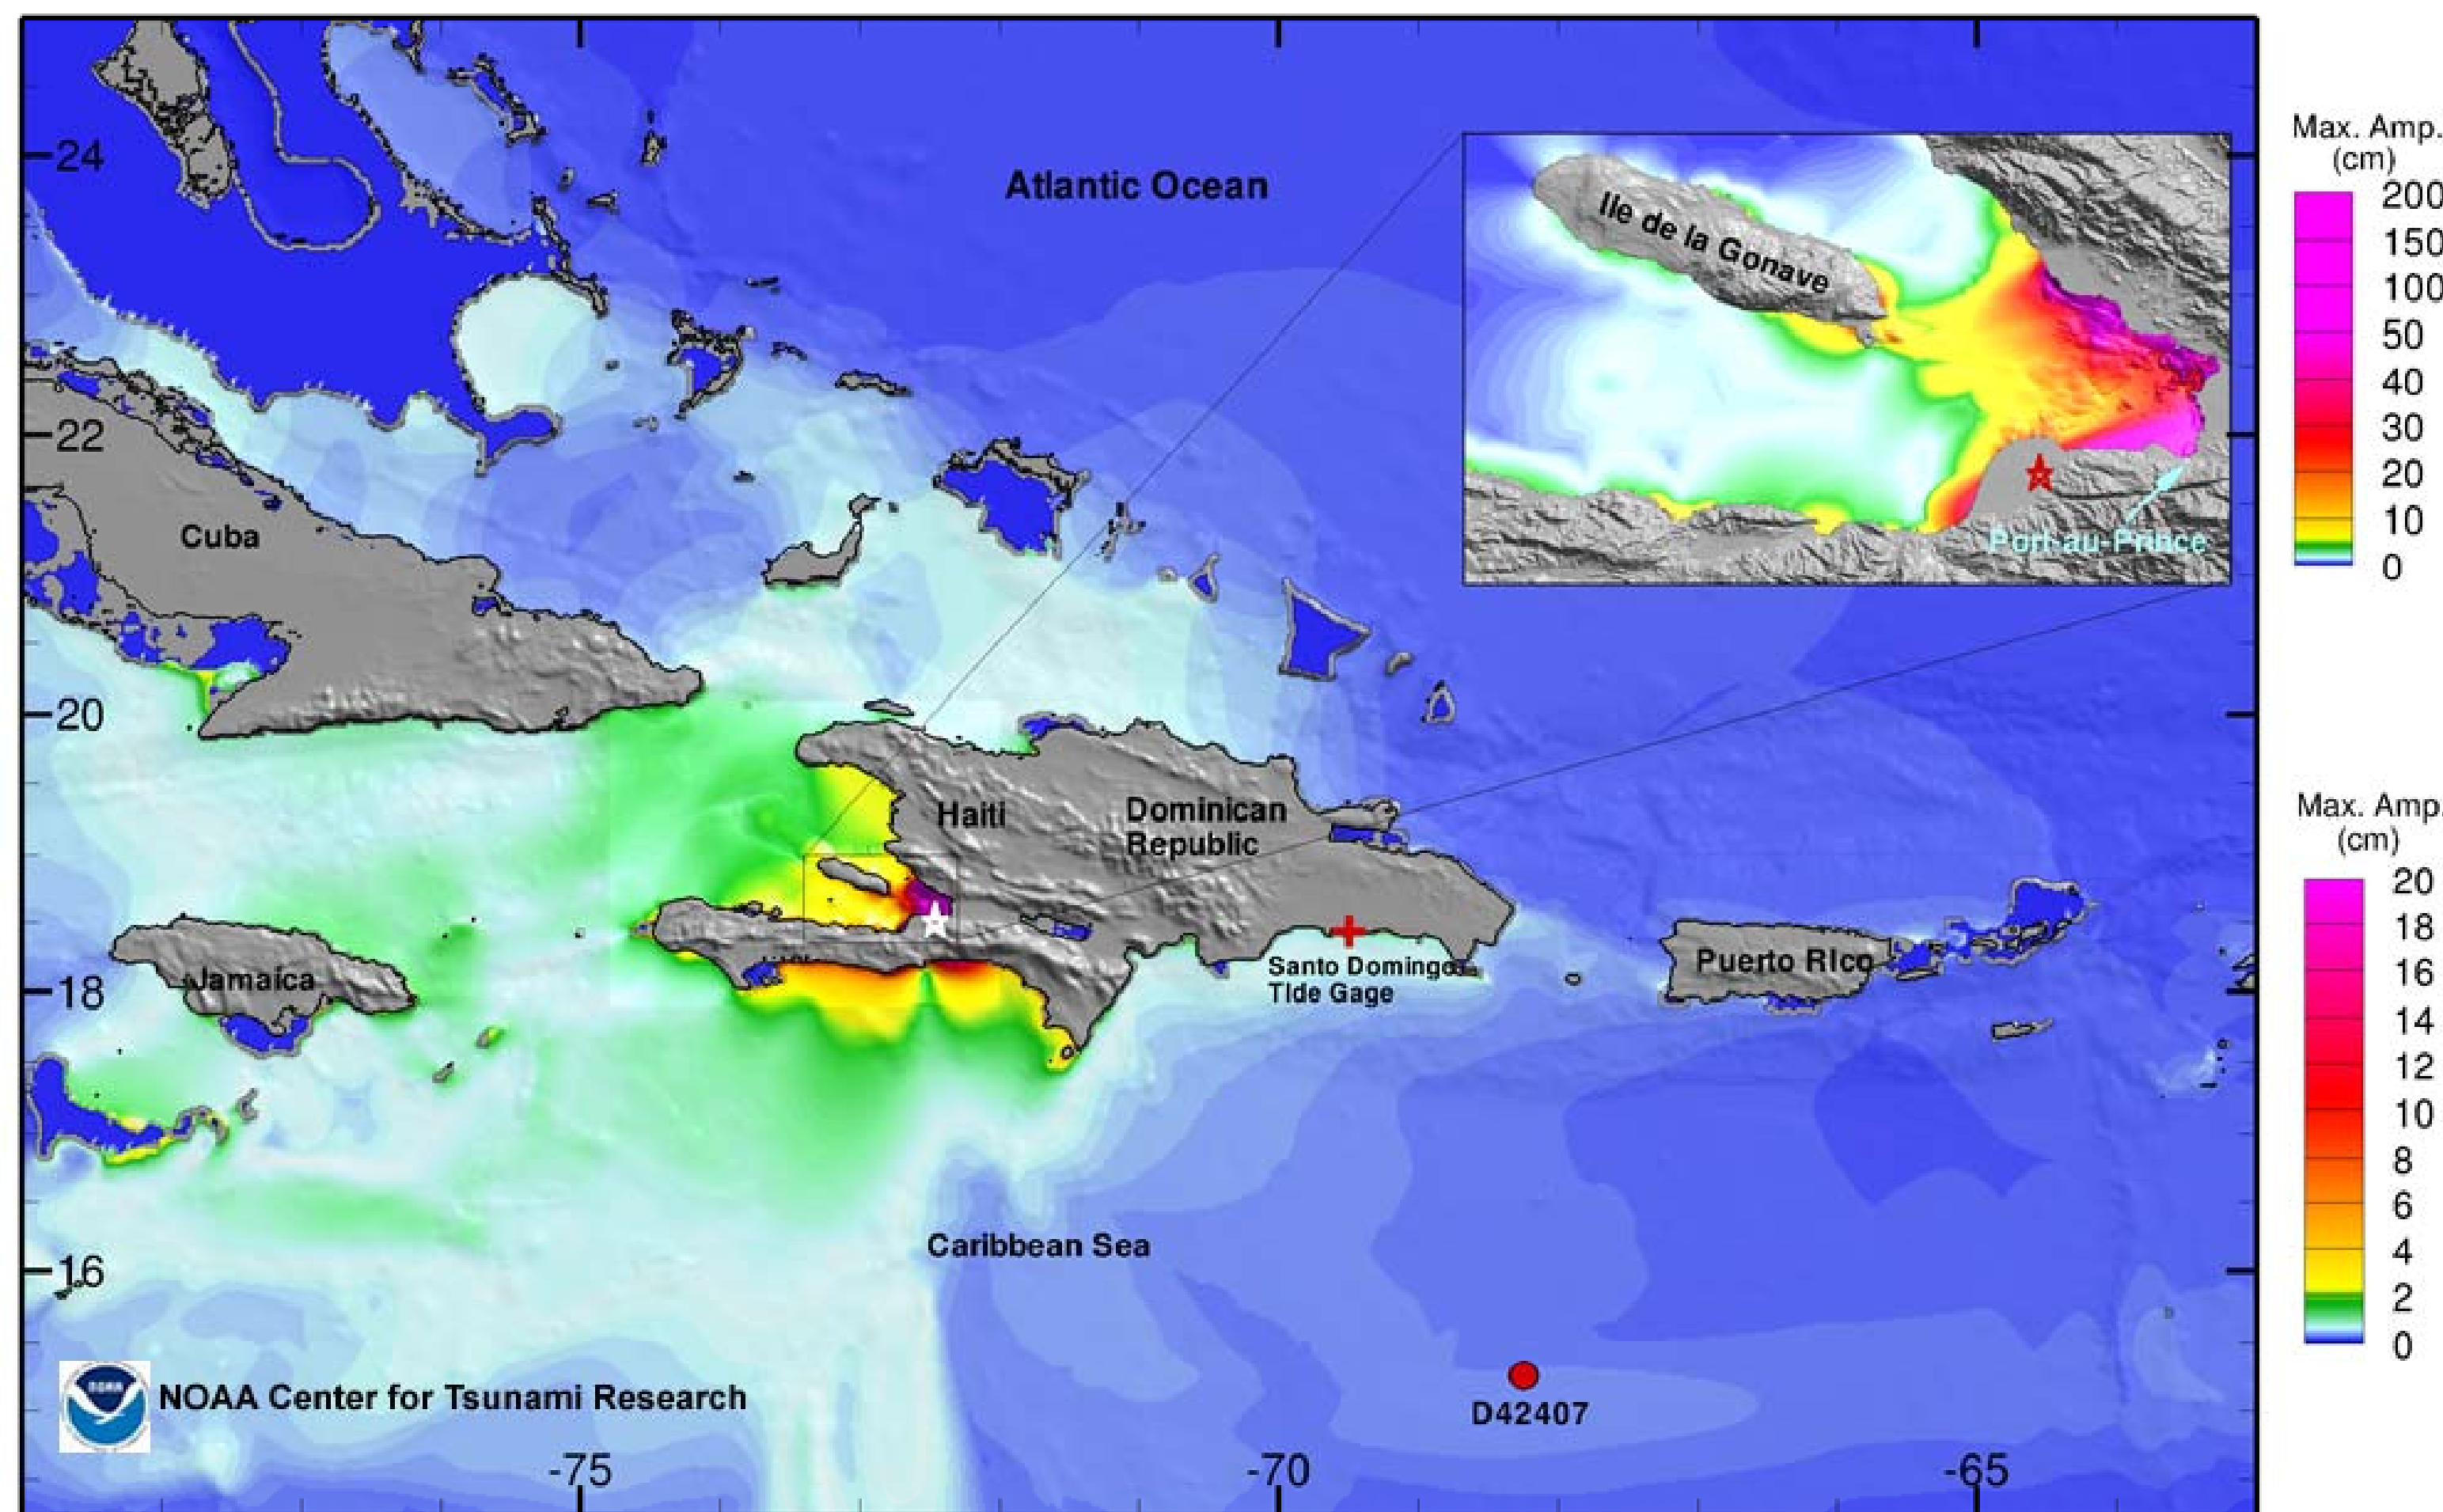 Max. Amp.
(cm)
200
150
100
50
40
30
20
10
0
24
Atlantic Ocean
Ile de la Gonave
Port-au-Prince
22
Cuba
20
Haiti
Dominican
Republic
18
Jamaica
Santo Domingo
Tide Gage
Puerto Rico
Max. Amp.
(cm)
20
18
16
14
12
10
8
6
4
2
0
16
Caribbean Sea
NOAA
NOAA Center for Tsunami Research
D42407
-75
-70
-65